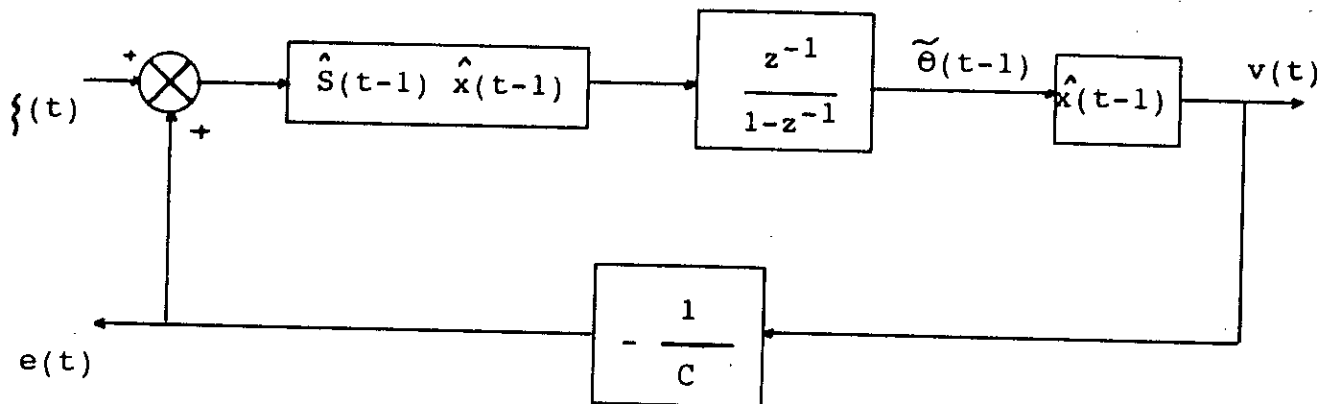 +
ξ(t)
+
Ŝ(t-1) x̂(t-1)
z⁻¹
1-z⁻¹
θ̃(t-1)
x̂(t-1)
v(t)
e(t)
- 1
C